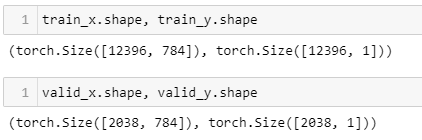 1 train_x.shape, train_y.shape
(torch.Size([12396, 784]), torch.Size([12396, 1]))
1 valid_x.shape, valid_y.shape
(torch.Size([2038, 784]), torch.Size([2038, 1]))